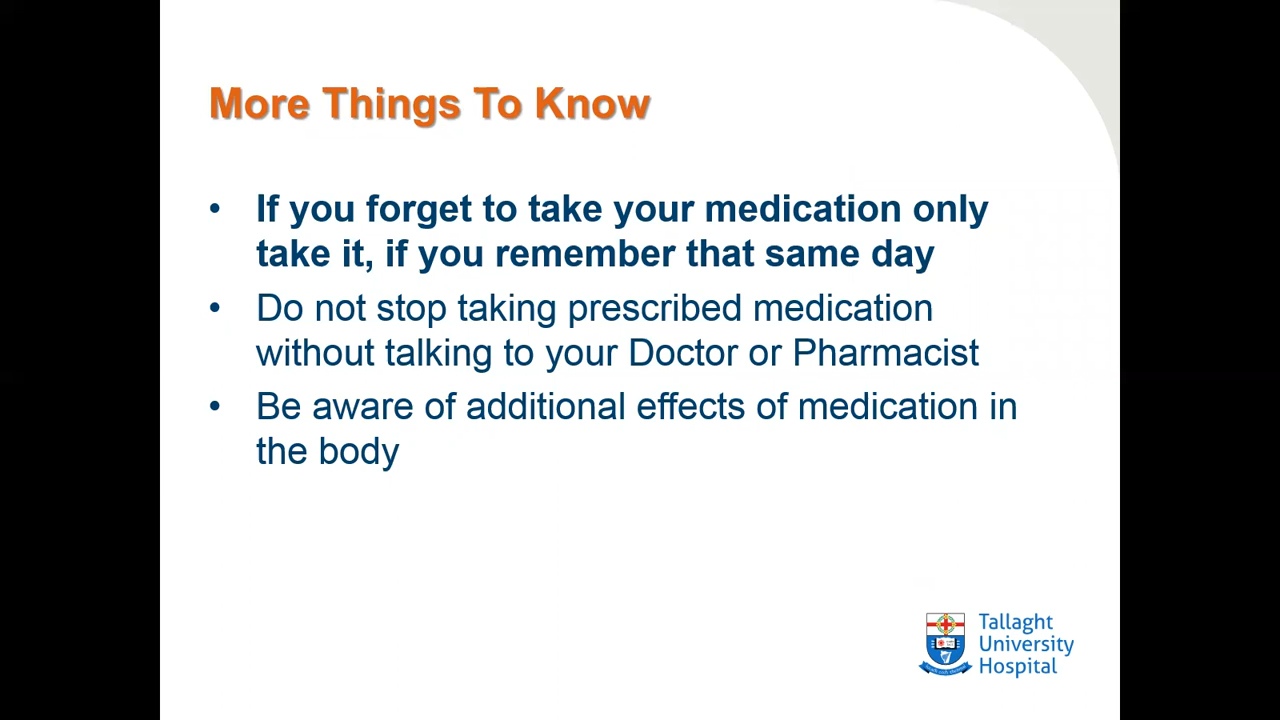 More Things To Know
• If you forget to take your medication only
take it, if you remember that same day
• Do not stop taking prescribed medication
without talking to your Doctor or Pharmacist
• Be aware of additional effects of medication in
the body
Tallaght
University
Hospital